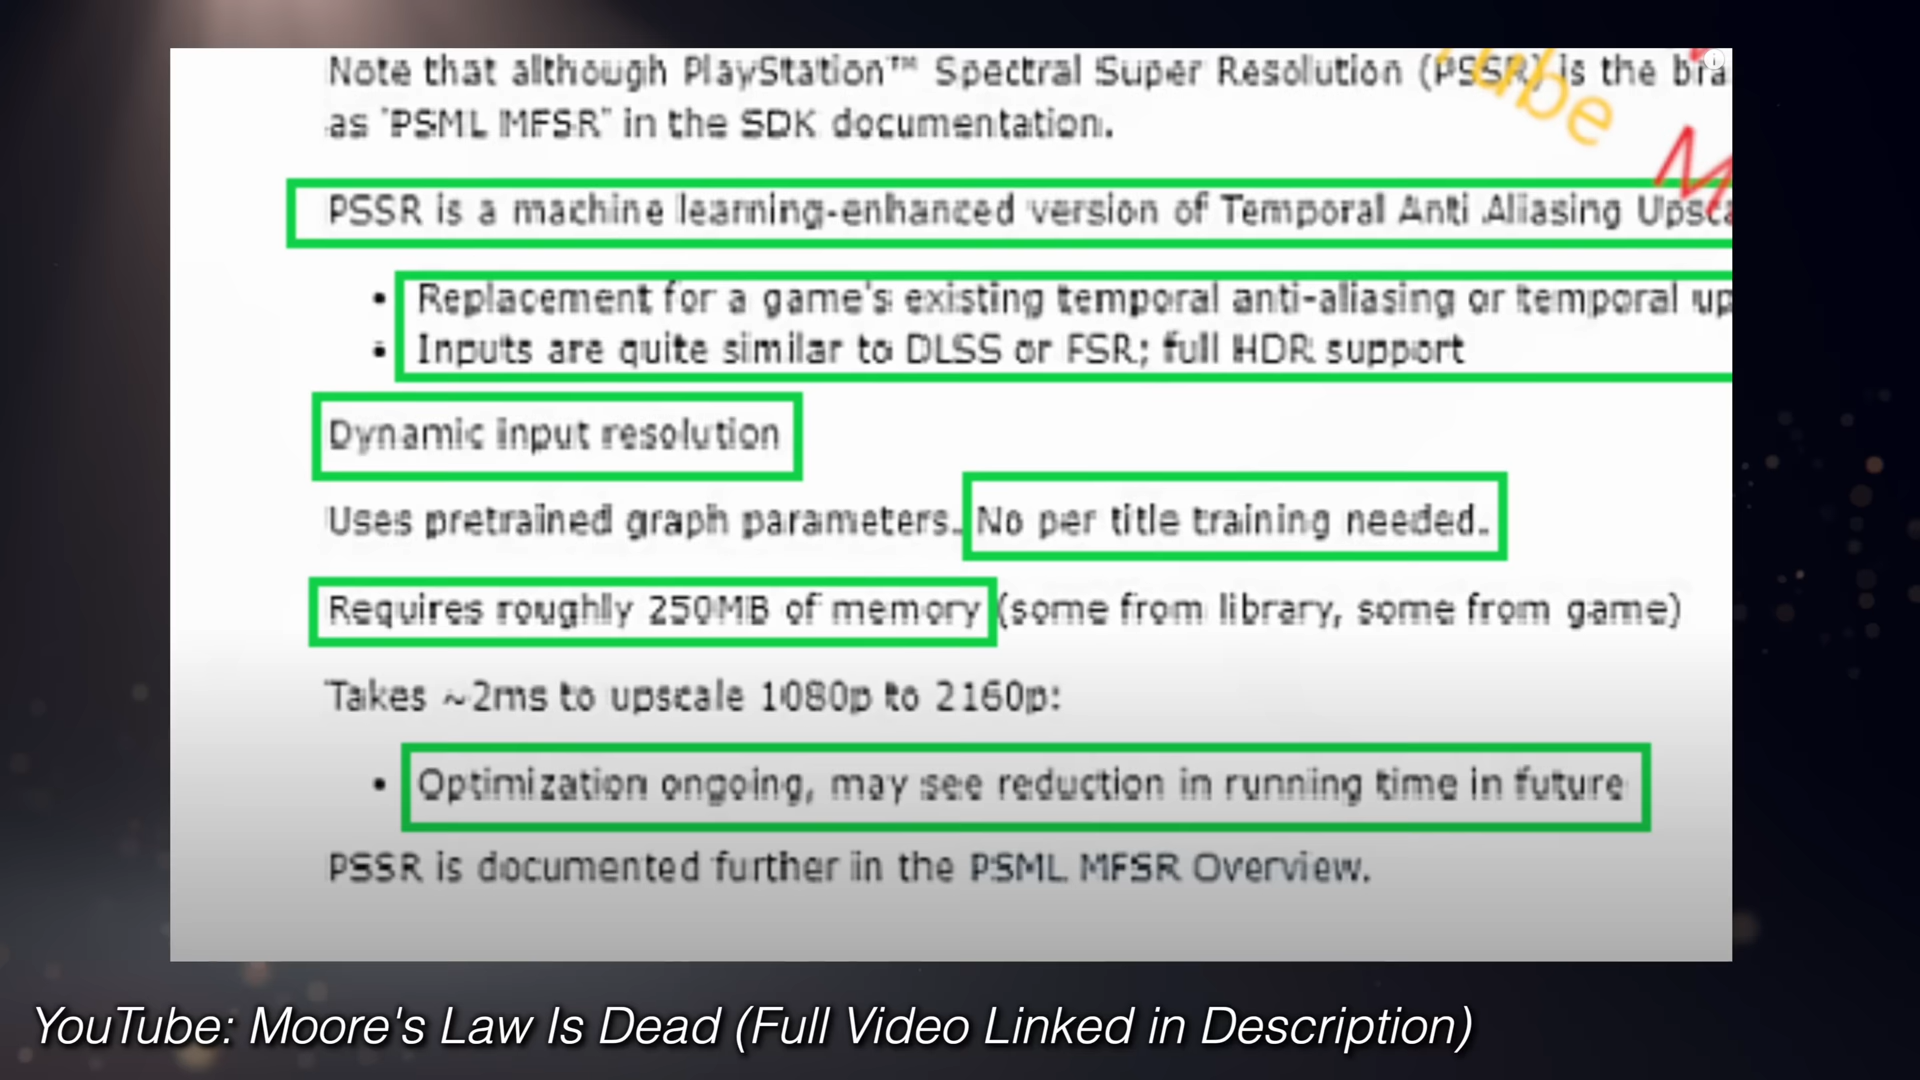 Note that although PlayStation™ Spectral Super Resolution (PSSR) is the bra
as "PSML MFSR" in the SDK documentation.
ube
M
PSSR is a machine learning-enhanced version of Temporal Anti Aliasing Upsca
• Replacement for a game's existing temporal anti-aliasing or temporal up
• Inputs are quite similar to DLSS or FSR; full HDR support
Dynamic input resolution
Uses pretrained graph parameters. No per title training needed.
Requires roughly 250MB of memory (some from library, some from game)
Takes ~2ms to upscale 1080p to 2160p:
• Optimization ongoing, may see reduction in running time in future
PSSR is documented further in the PSML MFSR Overview.
YouTube: Moore's Law Is Dead (Full Video Linked in Description)